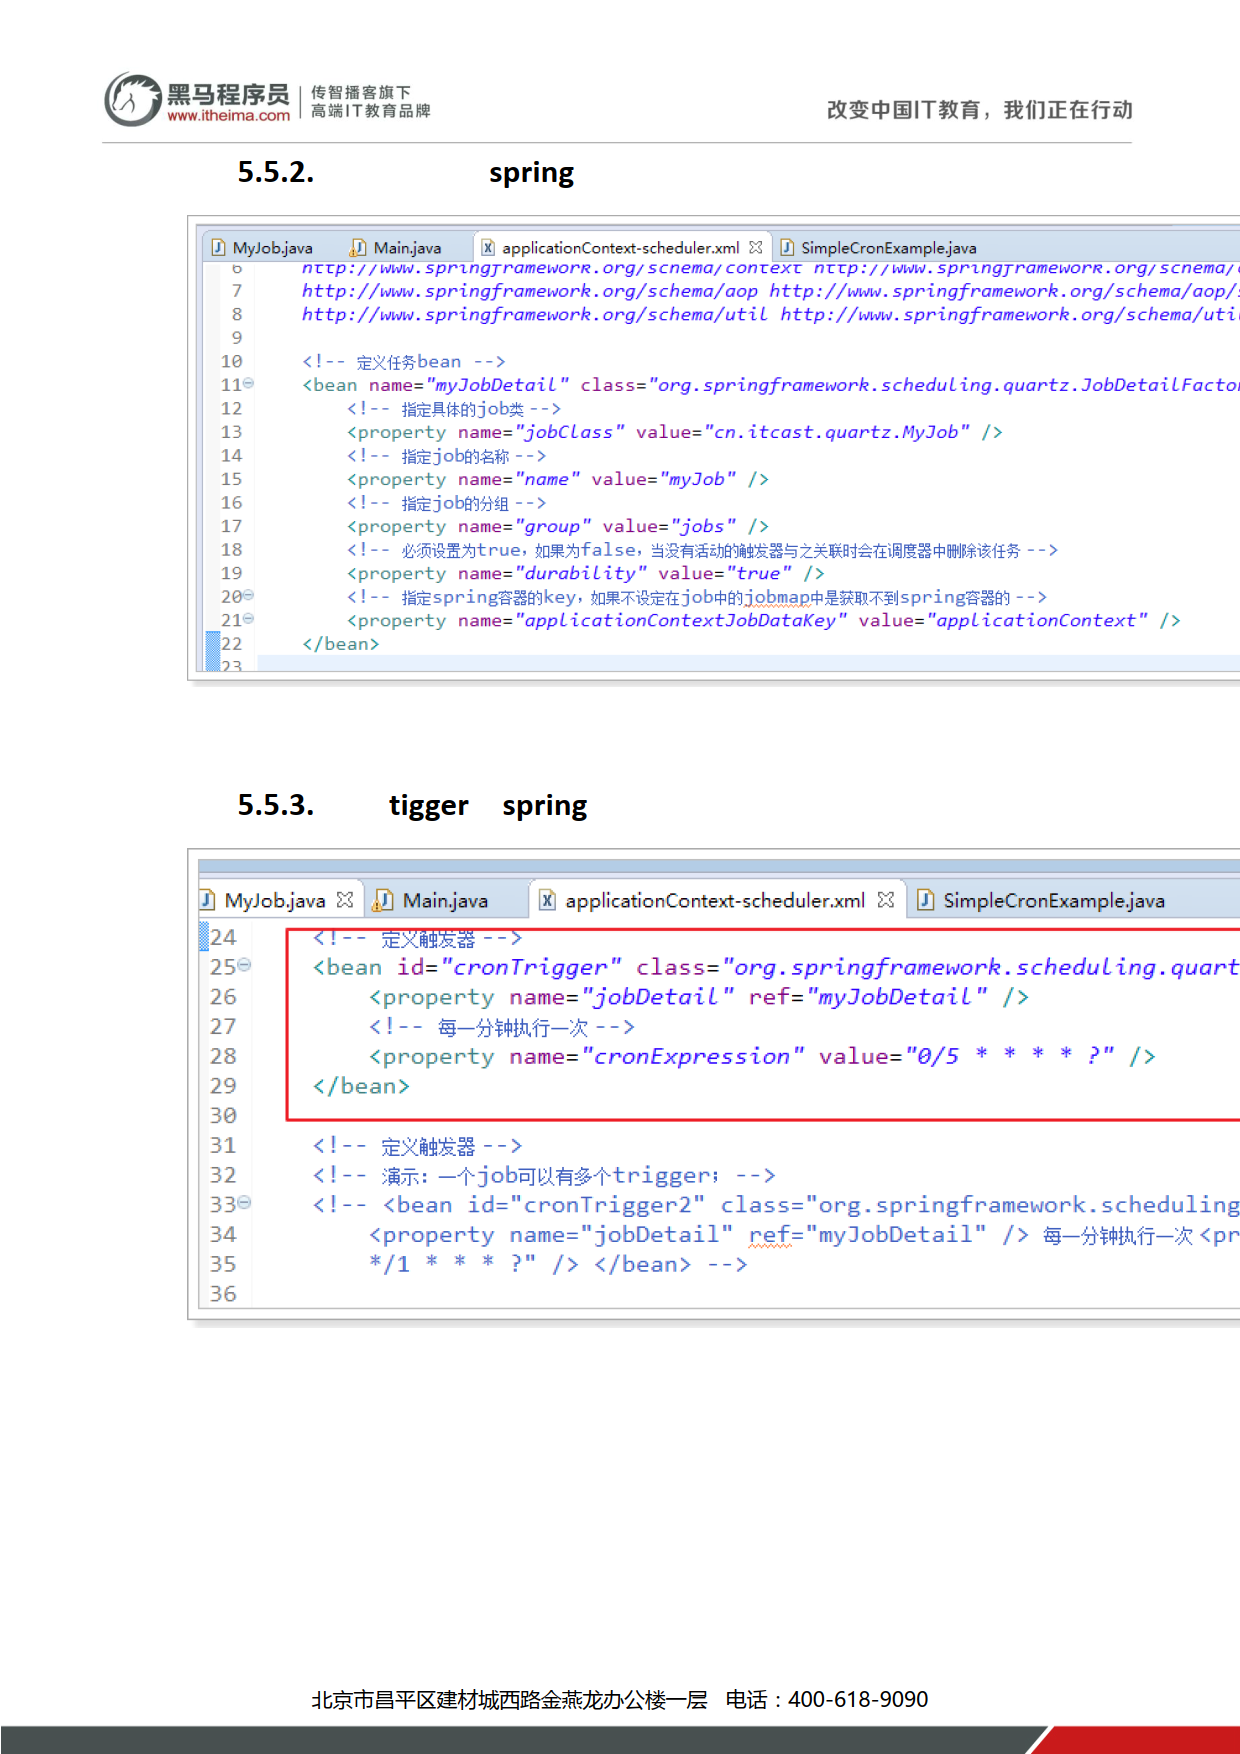 黑马程序员 传智播客旗下
www.itheima.com 高端IT教育品牌
改变中国IT教育，我们正在行动
5.5.2. spring
MyJob.java Main.java applicationContext-scheduler.xml SimpleCronExample.java
6 http://www.springframework.org/schema/context http://www.springframework.org/schema/
7 http://www.springframework.org/schema/aop http://www.springframework.org/schema/aop/
8 http://www.springframework.org/schema/util http://www.springframework.org/schema/uti
9
10 <!-- 定义任务bean -->
11 <bean name="myJobDetail" class="org.springframework.scheduling.quartz.JobDetailFacto
12 <!-- 指定具体的job类 -->
13 <property name="jobClass" value="cn.itcast.quartz.MyJob" />
14 <!-- 指定job的名称 -->
15 <property name="name" value="myJob" />
16 <!-- 指定job的分组 -->
17 <property name="group" value="jobs" />
18 <!-- 必须设置为true，如果为false，当没有活动的触发器与之关联时会在调度器中删除该任务 -->
19 <property name="durability" value="true" />
20 <!-- 指定spring容器的key，如果不设定在job中的jobmap中是获取不到spring容器的 -->
21 <property name="applicationContextJobDataKey" value="applicationContext" />
22 </bean>
23
5.5.3. tigger spring
MyJob.java Main.java applicationContext-scheduler.xml SimpleCronExample.java
24 <!-- 定义触发器 -->
25 <bean id="cronTrigger" class="org.springframework.scheduling.quart
26 <property name="jobDetail" ref="myJobDetail" />
27 <!-- 每一分钟执行一次 -->
28 <property name="cronExpression" value="0/5 * * * * ?" />
29 </bean>
30
31 <!-- 定义触发器 -->
32 <!-- 演示：一个job可以有多个trigger； -->
33 <!-- <bean id="cronTrigger2" class="org.springframework.scheduling
34 <property name="jobDetail" ref="myJobDetail" /> 每一分钟执行一次 <pr
35 */1 * * * ?" /> </bean> -->
36
北京市昌平区建材城西路金燕龙办公楼一层 电话：400-618-9090